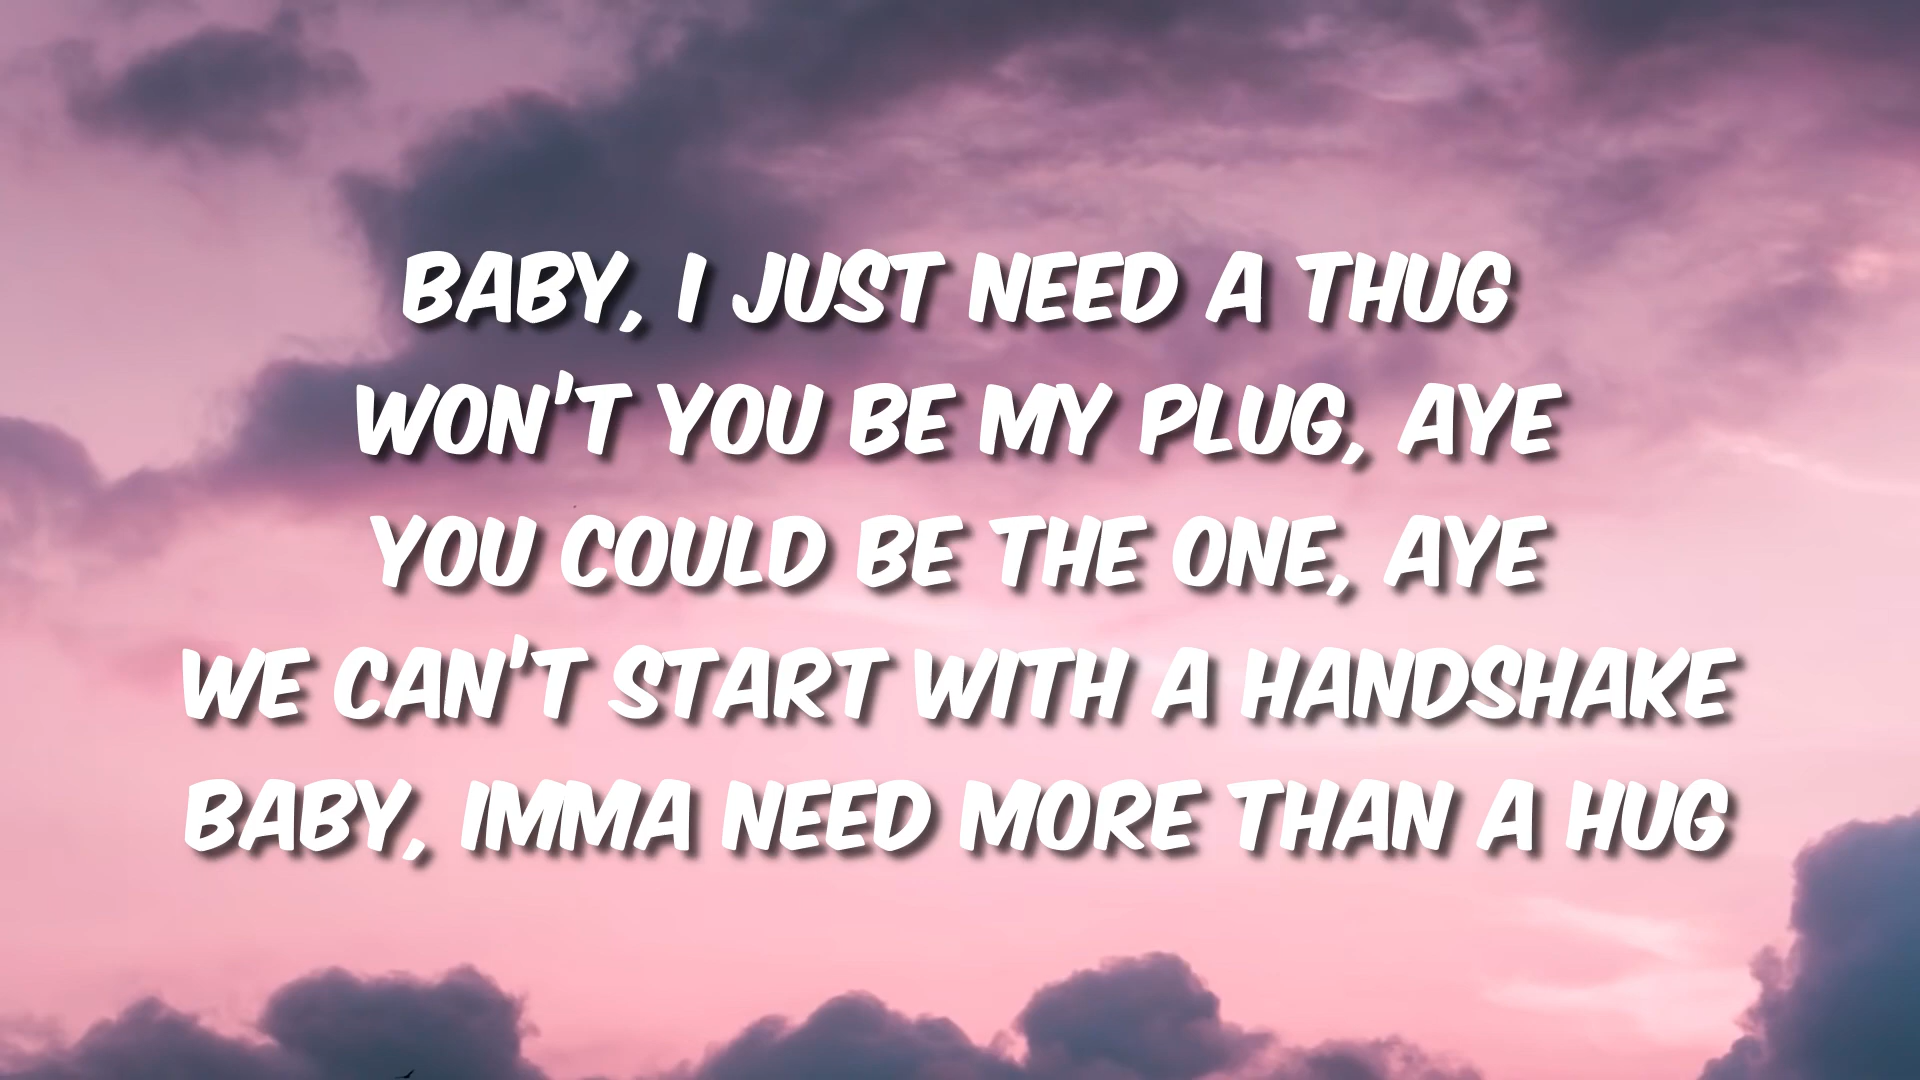 BABY, I JUST NEED A THUG
WON'T YOU BE MY PLUG, AYE
YOU COULD BE THE ONE, AYE
WE CAN'T START WITH A HANDSHAKE
BABY, IMMA NEED MORE THAN A HUG